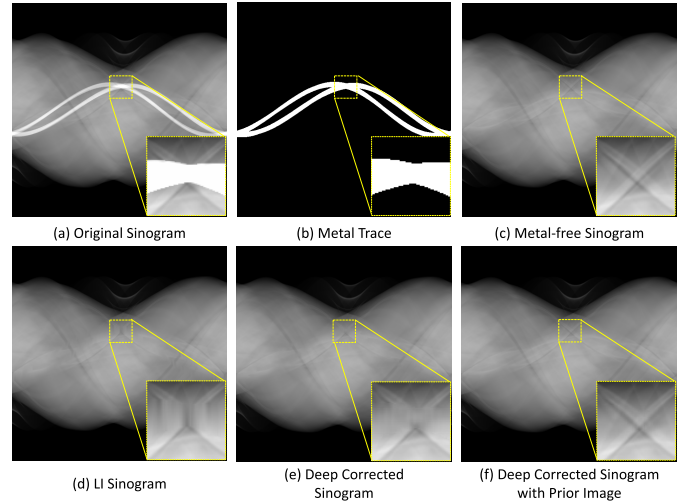 (a) Original Sinogram
(b) Metal Trace
(c) Metal-free Sinogram
(d) LI Sinogram
(e) Deep Corrected
Sinogram
(f) Deep Corrected Sinogram
with Prior Image